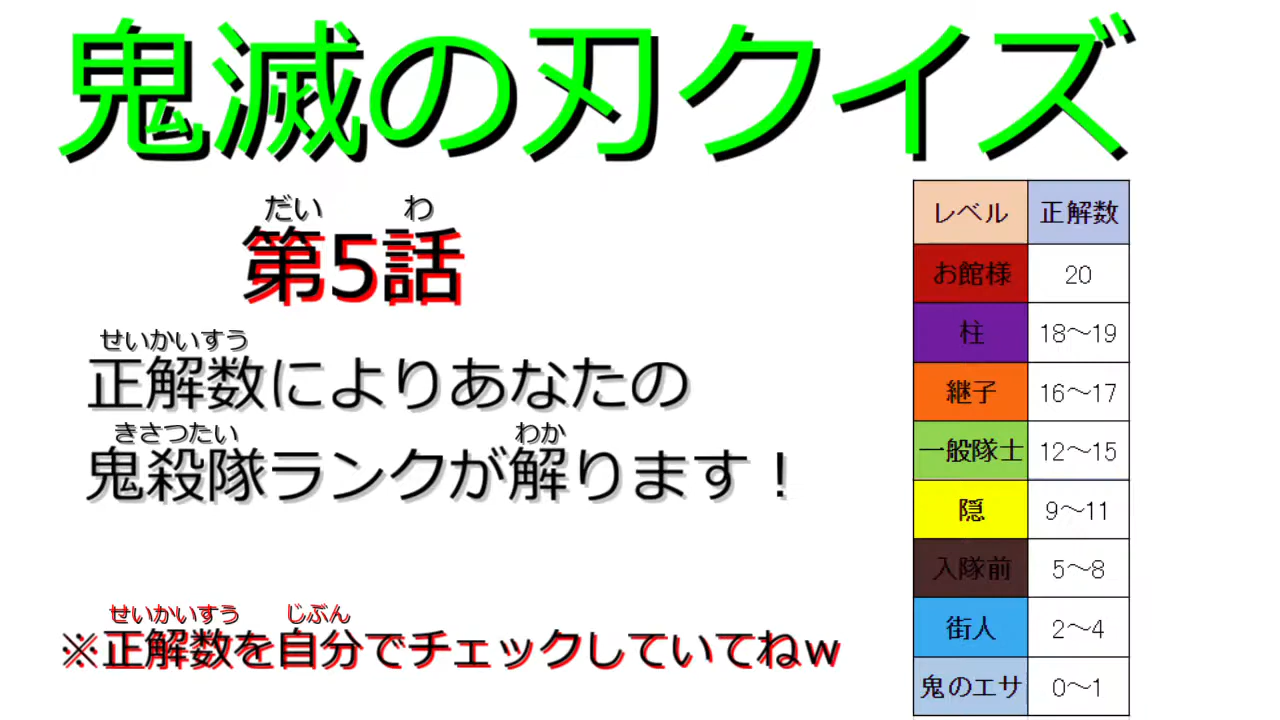 鬼滅の刃クイズ
だい わ
第5話
せいかいすう
正解数によりあなたの
きさつたい わか
鬼殺隊ランクが解ります！
せいかいすう じぶん
※正解数を自分でチェックしていてねｗ
レベル 正解数
お館様 20
柱 18～19
継子 16～17
一般隊士 12～15
隠 9～11
入隊前 5～8
街人 2～4
鬼のエサ 0～1